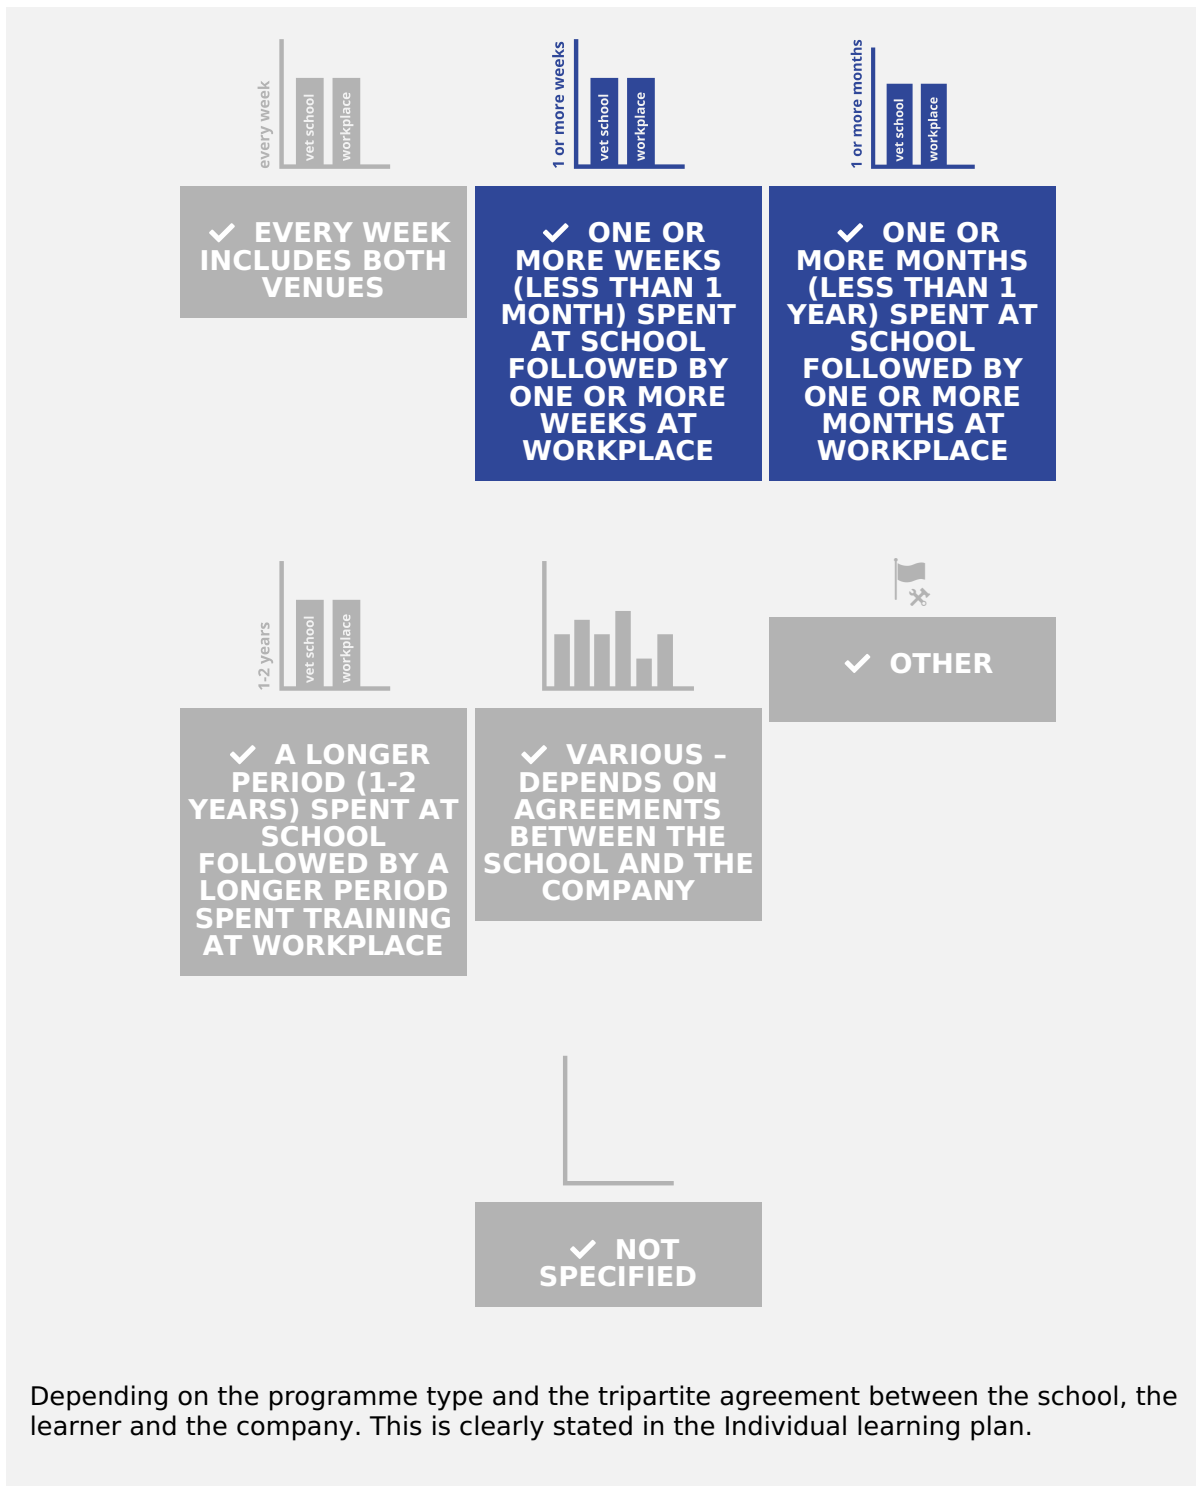 every week
vet school
workplace
1 or more weeks
vet school
workplace
1 or more months
vet school
workplace
✓ EVERY WEEK
INCLUDES BOTH
VENUES
✓ ONE OR
MORE WEEKS
(LESS THAN 1
MONTH) SPENT
AT SCHOOL
FOLLOWED BY
ONE OR MORE
WEEKS AT
WORKPLACE
✓ ONE OR
MORE MONTHS
(LESS THAN 1
YEAR) SPENT AT
SCHOOL
FOLLOWED BY
ONE OR MORE
MONTHS AT
WORKPLACE
1-2 years
vet school
workplace
✓ A LONGER
PERIOD (1-2
YEARS) SPENT AT
SCHOOL
FOLLOWED BY A
LONGER PERIOD
SPENT TRAINING
AT WORKPLACE
✓ VARIOUS –
DEPENDS ON
AGREEMENTS
BETWEEN THE
SCHOOL AND THE
COMPANY
✓ OTHER
✓ NOT
SPECIFIED
Depending on the programme type and the tripartite agreement between the school, the
learner and the company. This is clearly stated in the Individual learning plan.